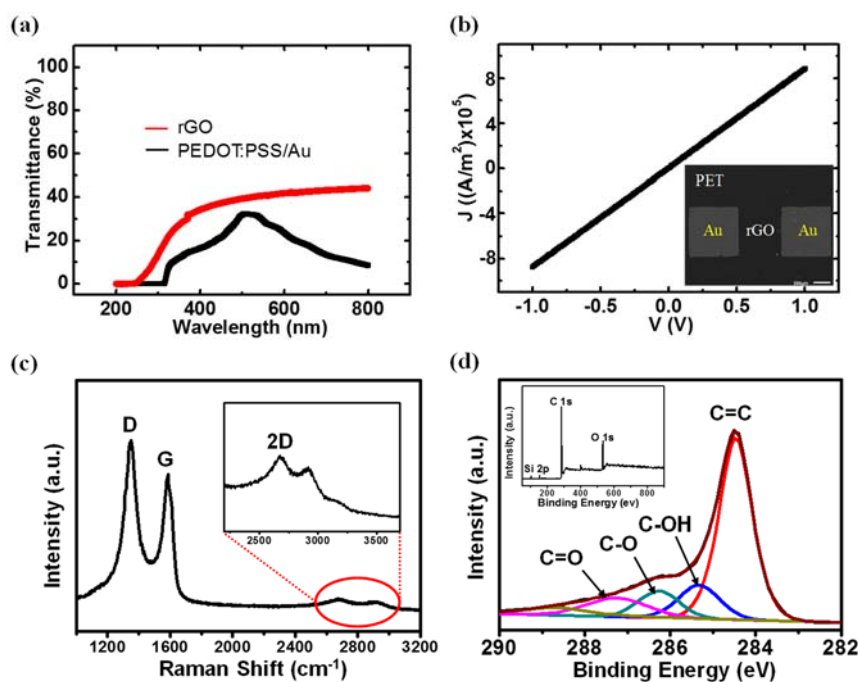 (a)
Transmittance (%)
100
80
60
40
20
0
rGO
PEDOT:PSS/Au
200 400 600 800
Wavelength (nm)
(b)
J ((A/m²)x10⁵)
8
4
0
-4
-8
PET
Au rGO Au
-1.0 -0.5 0.0 0.5 1.0
V (V)
(c)
Intensity (a.u.)
D
G
2D
2500 3000 3500
1000 1600 2000 2400 2800 3200
Raman Shift (cm⁻¹)
(d)
Intensity (a.u.)
Intensity (a.u.)
C 1s
O 1s
Si 2p
200 400 600 800
Binding Energy (ev)
C=C
C-OH
C-O
C=O
290 288 286 284 282
Binding Energy (eV)